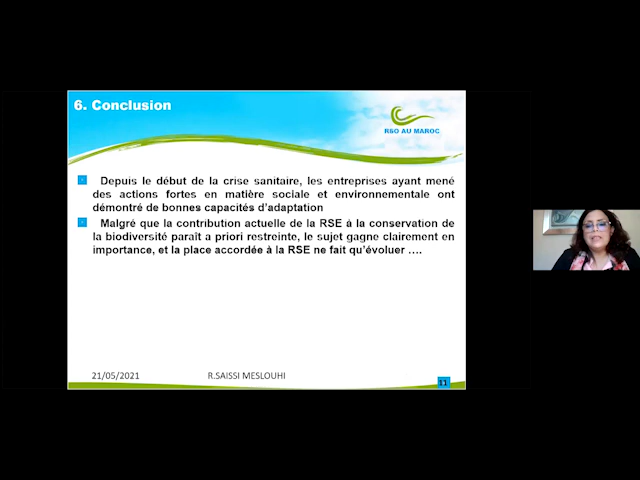 6. Conclusion
R&O AU MAROC
Depuis le début de la crise sanitaire, les entreprises ayant mené
des actions fortes en matière sociale et environnementale ont
démontré de bonnes capacités d'adaptation
Malgré que la contribution actuelle de la RSE á la conservation de
la biodiversité paraît a priori restreinte, le sujet gagne clairement en
importance, et la place accordée à la RSE ne fait qu'évoluer ….
21/05/2021
R.SAISSI MESLOUHI
11